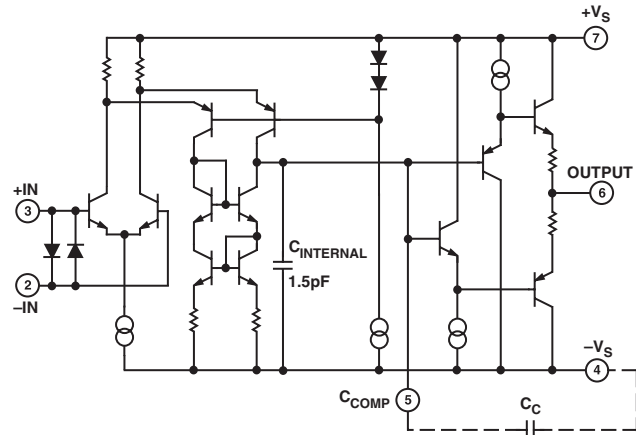 +VS
7
+IN
3
OUTPUT
6
CINTERNAL
1.5pF
2
–IN
–VS
4
CCOMP
5
CC